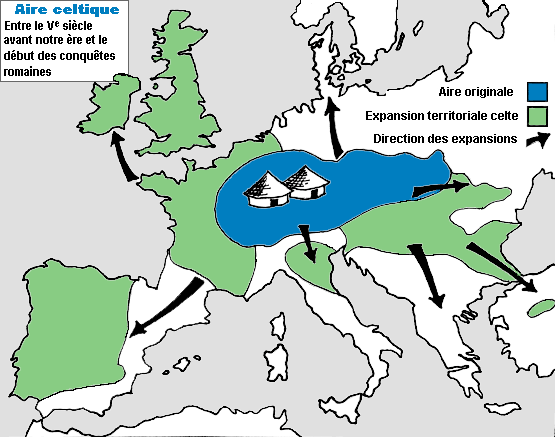 Aire celtique
Entre le Vᵉ siècle
avant notre ère et le
début des conquêtes
romaines
Aire originale
Expansion territoriale celte
Direction des expansions